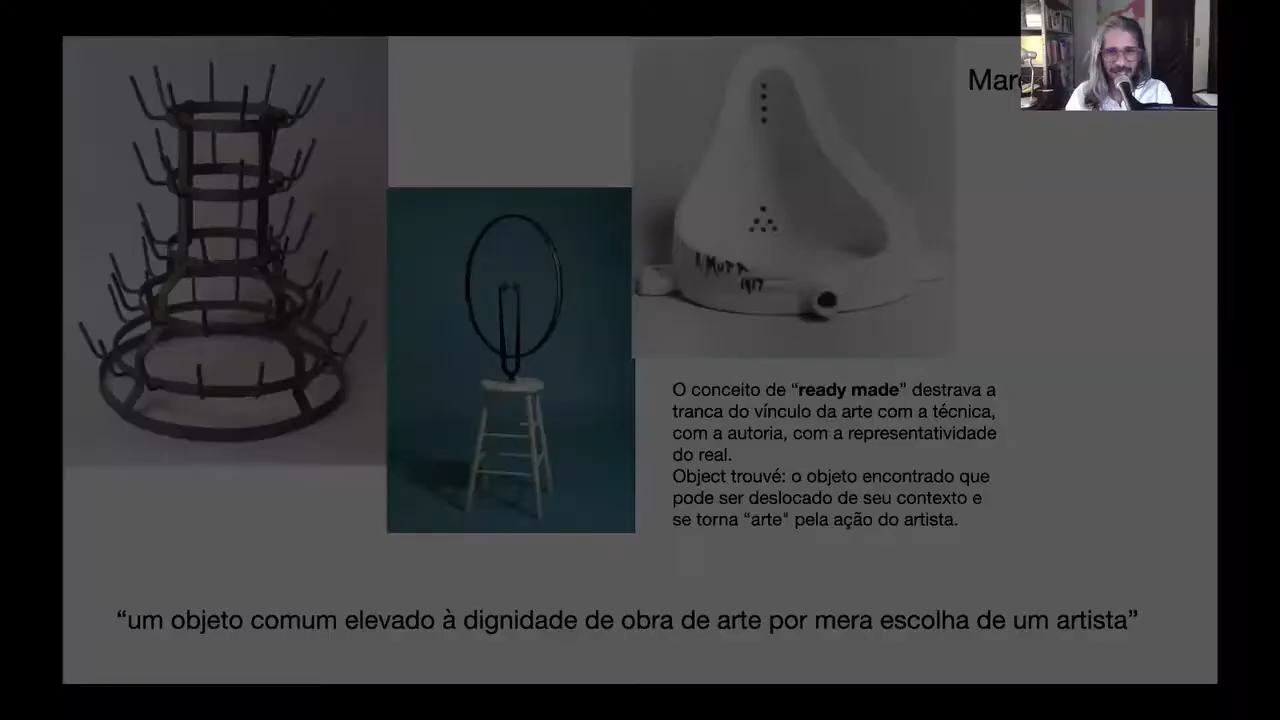 Marc
R.MUTT
1917
O conceito de “ready made” destrava a
tranca do vínculo da arte com a técnica,
com a autoria, com a representatividade
do real.
Object trouvé: o objeto encontrado que
pode ser deslocado de seu contexto e
se torna “arte" pela ação do artista.
“um objeto comum elevado à dignidade de obra de arte por mera escolha de um artista”